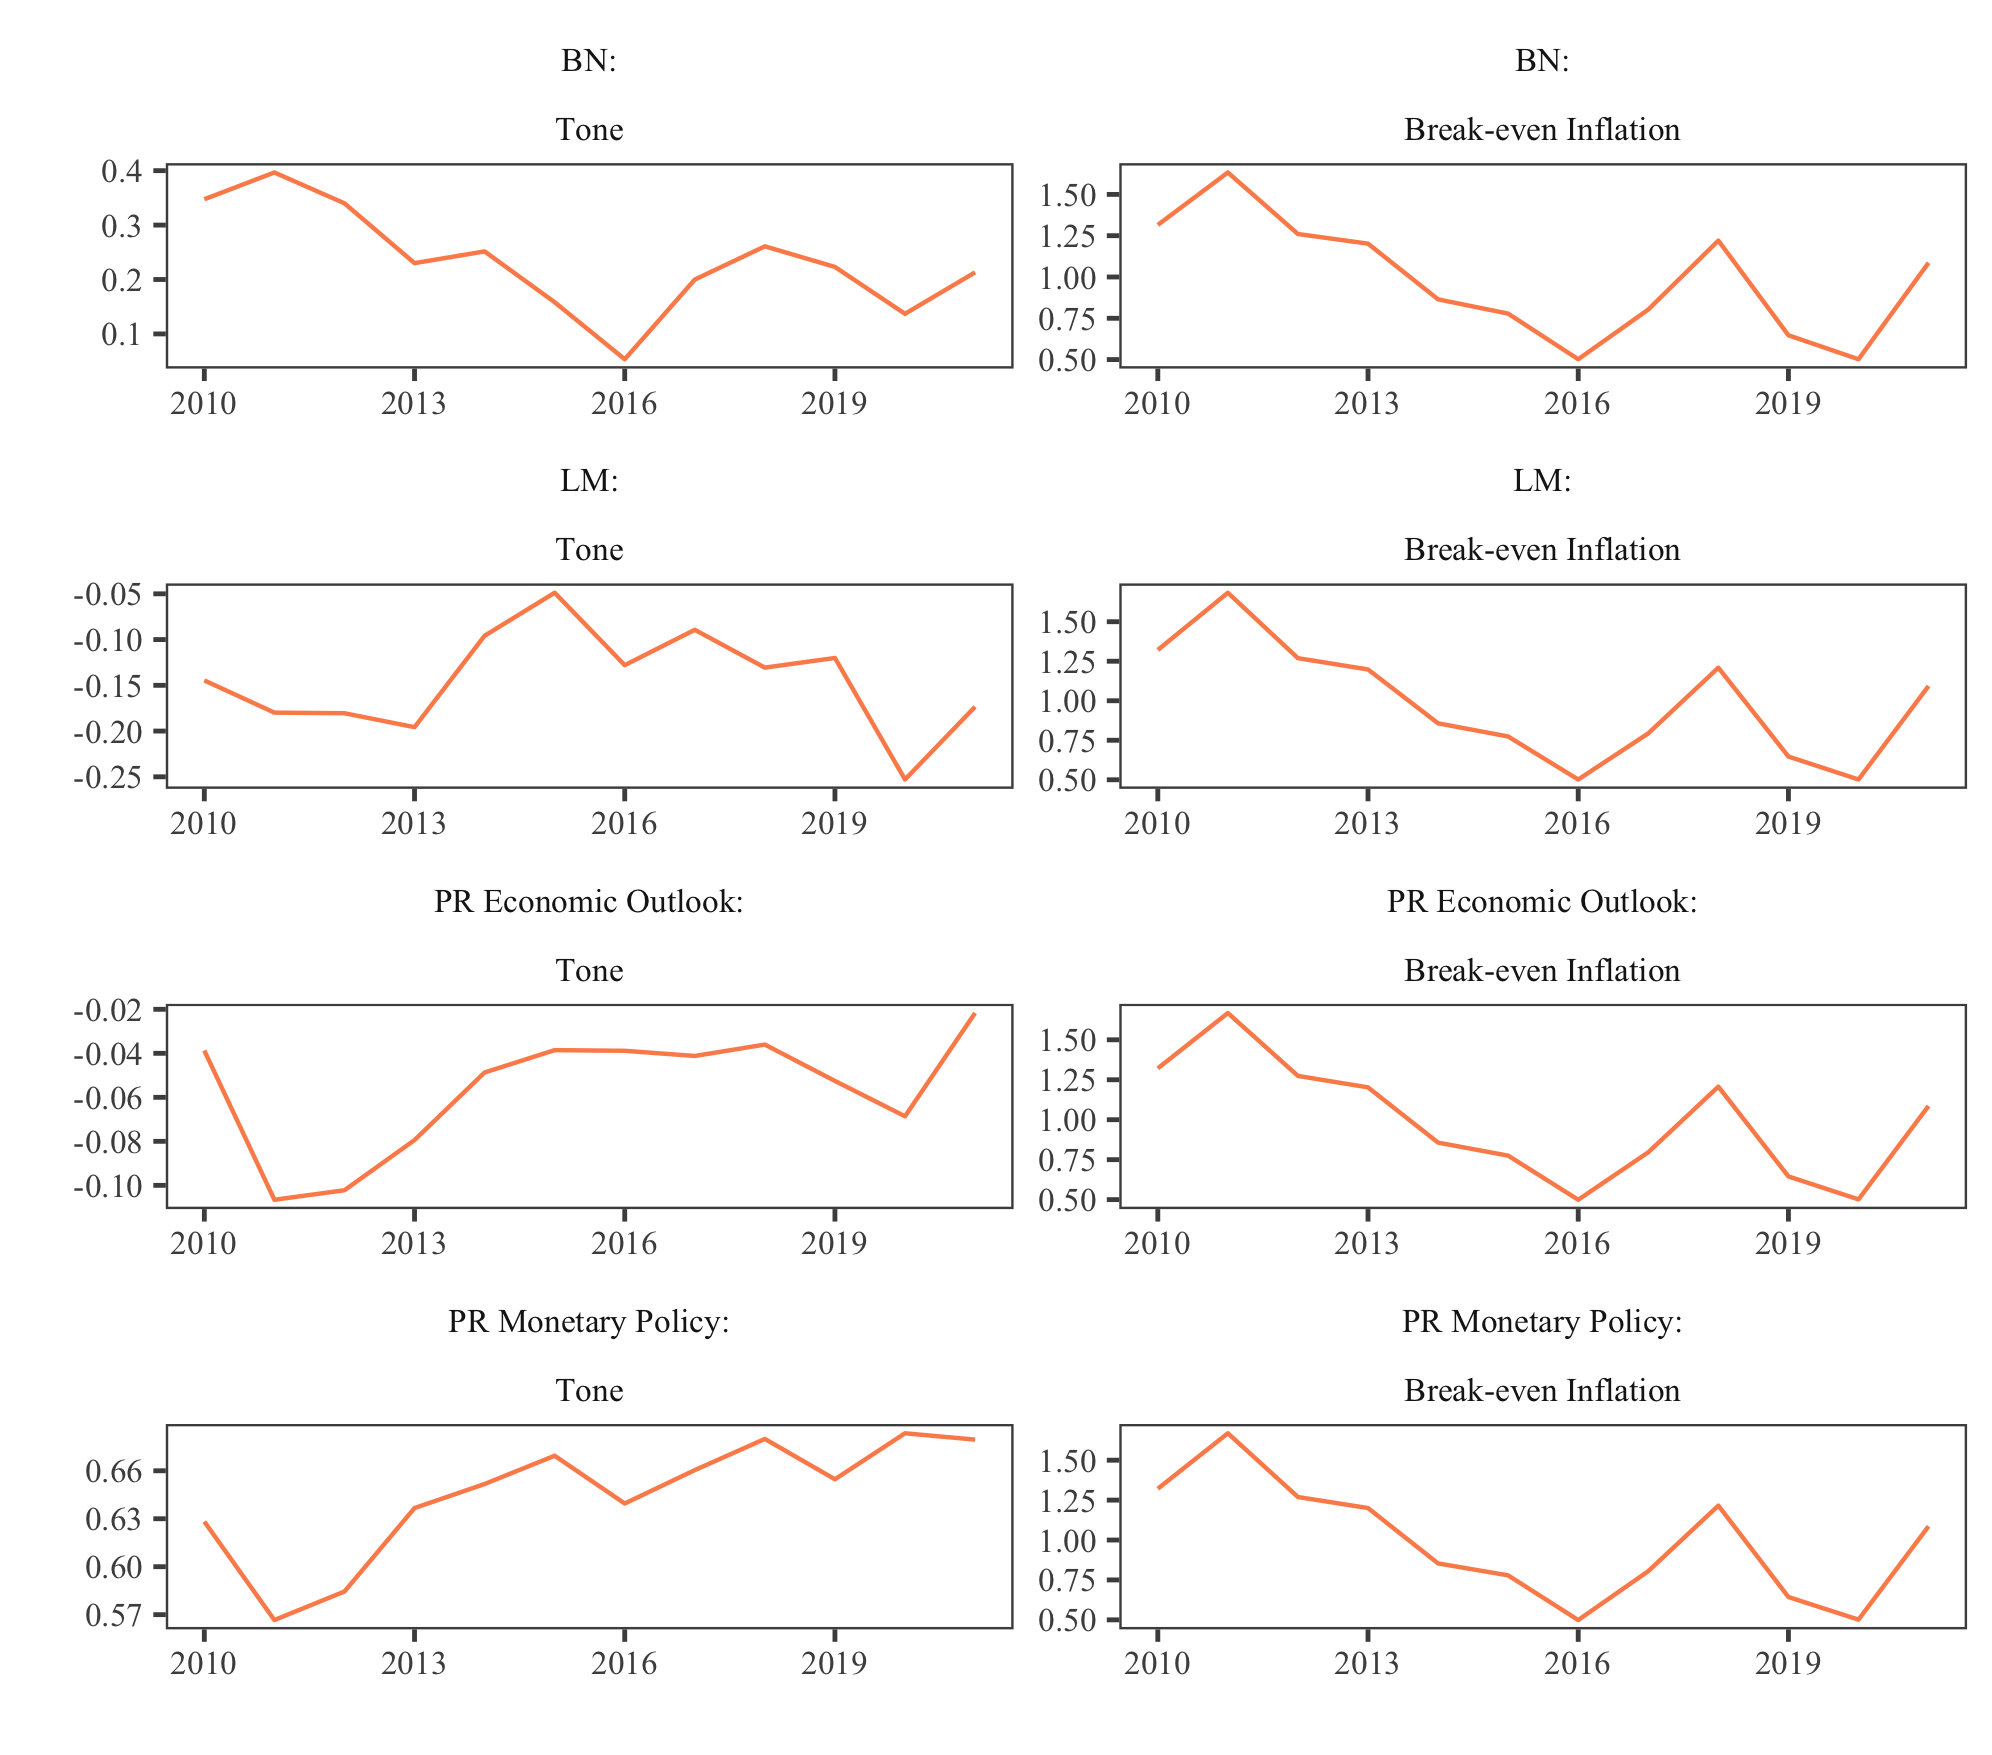 BN:
Tone
0.4
0.3
0.2
0.1
2010 2013 2016 2019
BN:
Break-even Inflation
1.50
1.25
1.00
0.75
0.50
2010 2013 2016 2019
LM:
Tone
-0.05
-0.10
-0.15
-0.20
-0.25
2010 2013 2016 2019
LM:
Break-even Inflation
1.50
1.25
1.00
0.75
0.50
2010 2013 2016 2019
PR Economic Outlook:
Tone
-0.02
-0.04
-0.06
-0.08
-0.10
2010 2013 2016 2019
PR Economic Outlook:
Break-even Inflation
1.50
1.25
1.00
0.75
0.50
2010 2013 2016 2019
PR Monetary Policy:
Tone
0.66
0.63
0.60
0.57
2010 2013 2016 2019
PR Monetary Policy:
Break-even Inflation
1.50
1.25
1.00
0.75
0.50
2010 2013 2016 2019